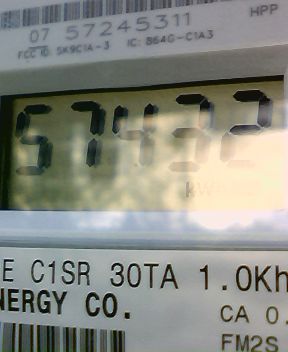 HPP
07 57245311
FCC ID: SK9C1A-3 IC: 864G-C1A3
57432
kWh
E C1SR 30TA 1.0Kh
NERGY CO.
CA 0.
FM2S